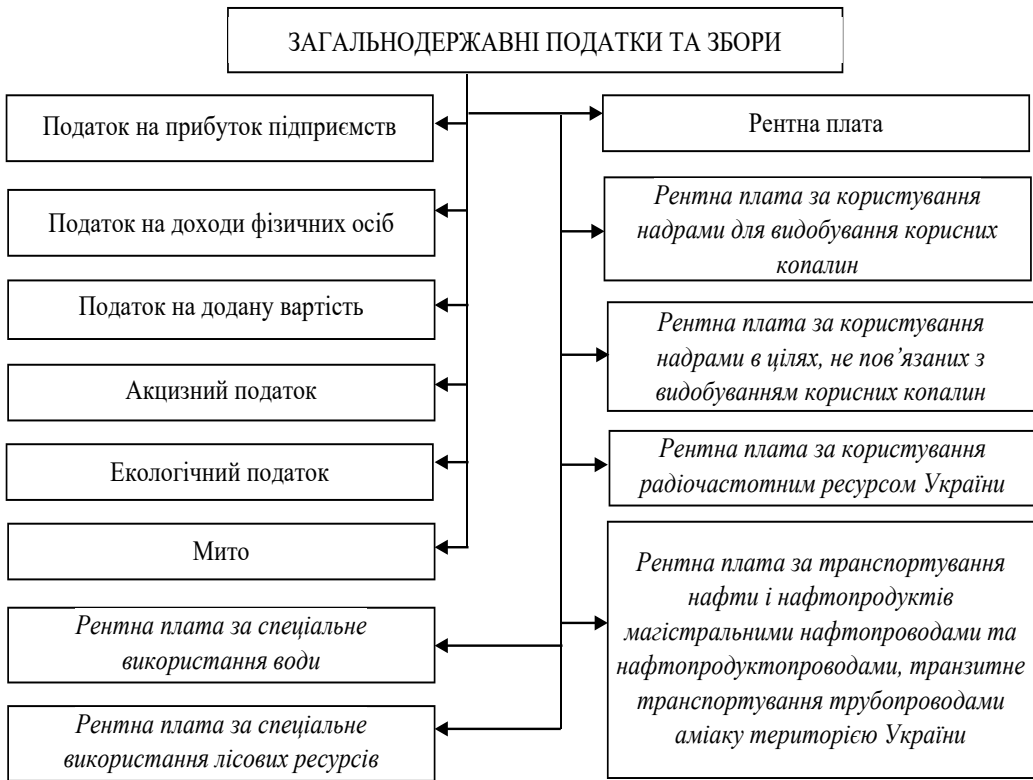 ЗАГАЛЬНОДЕРЖАВНІ ПОДАТКИ ТА ЗБОРИ
Податок на прибуток підприємств
Податок на доходи фізичних осіб
Податок на додану вартість
Акцизний податок
Екологічний податок
Мито
Рентна плата за спеціальне
використання води
Рентна плата за спеціальне
використання лісових ресурсів
Рентна плата
Рентна плата за користування
надрами для видобування корисних
копалин
Рентна плата за користування
надрами в цілях, не пов’язаних з
видобуванням корисних копалин
Рентна плата за користування
радіочастотним ресурсом України
Рентна плата за транспортування
нафти і нафтопродуктів
магістральними нафтопроводами та
нафтопродуктопроводами, транзитне
транспортування трубопроводами
аміаку територією України